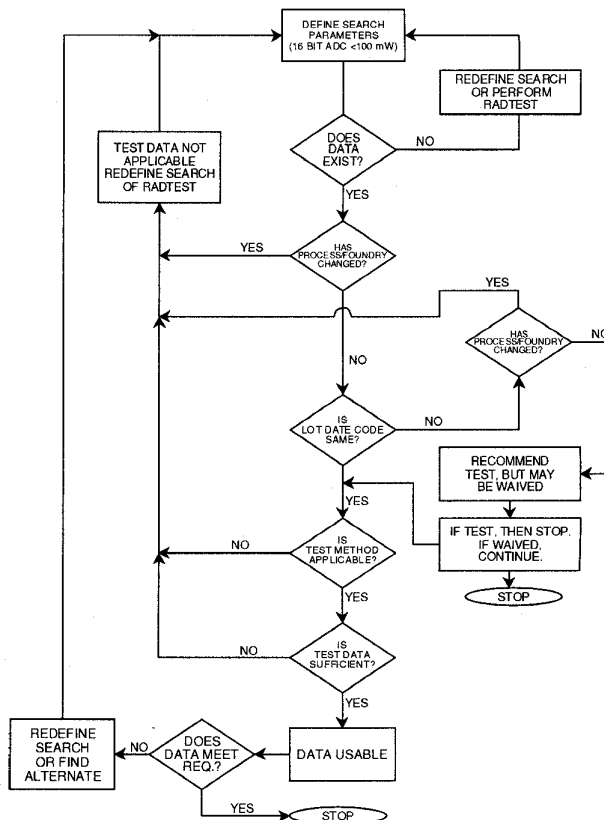 DEFINE SEARCH
PARAMETERS
(16 BIT ADC <100 mW)
REDEFINE SEARCH
OR PERFORM
RADTEST
TEST DATA NOT
APPLICABLE
REDEFINE SEARCH
OF RADTEST
DOES
DATA
EXIST?
NO
YES
HAS
PROCESS/FOUNDRY
CHANGED?
YES
YES
HAS
PROCESS/FOUNDRY
CHANGED?
NO
NO
IS
LOT DATE CODE
SAME?
NO
RECOMMEND
TEST, BUT MAY
BE WAIVED
YES
IF TEST, THEN STOP.
IF WAIVED,
CONTINUE.
STOP
IS
TEST METHOD
APPLICABLE?
NO
YES
IS
TEST DATA
SUFRCIENT?
NO
YES
REDEFINE
SEARCH
OR FIND
ALTERNATE
NO
DOES
DATA MEET
REQ.?
DATA USABLE
YES
STOP